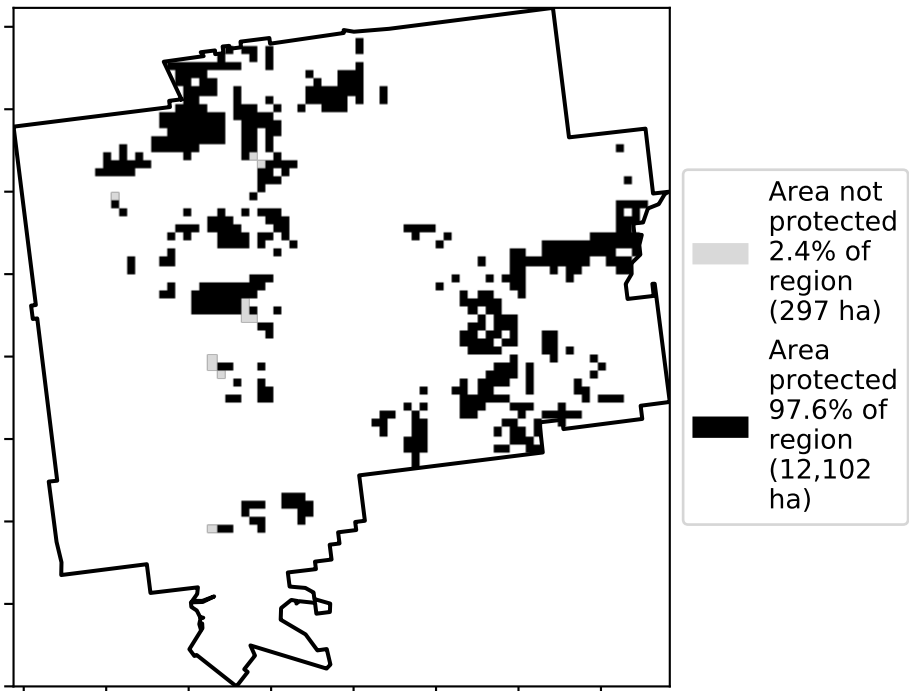 Area not
protected
2.4% of
region
(297 ha)
Area
protected
97.6% of
region
(12,102
ha)